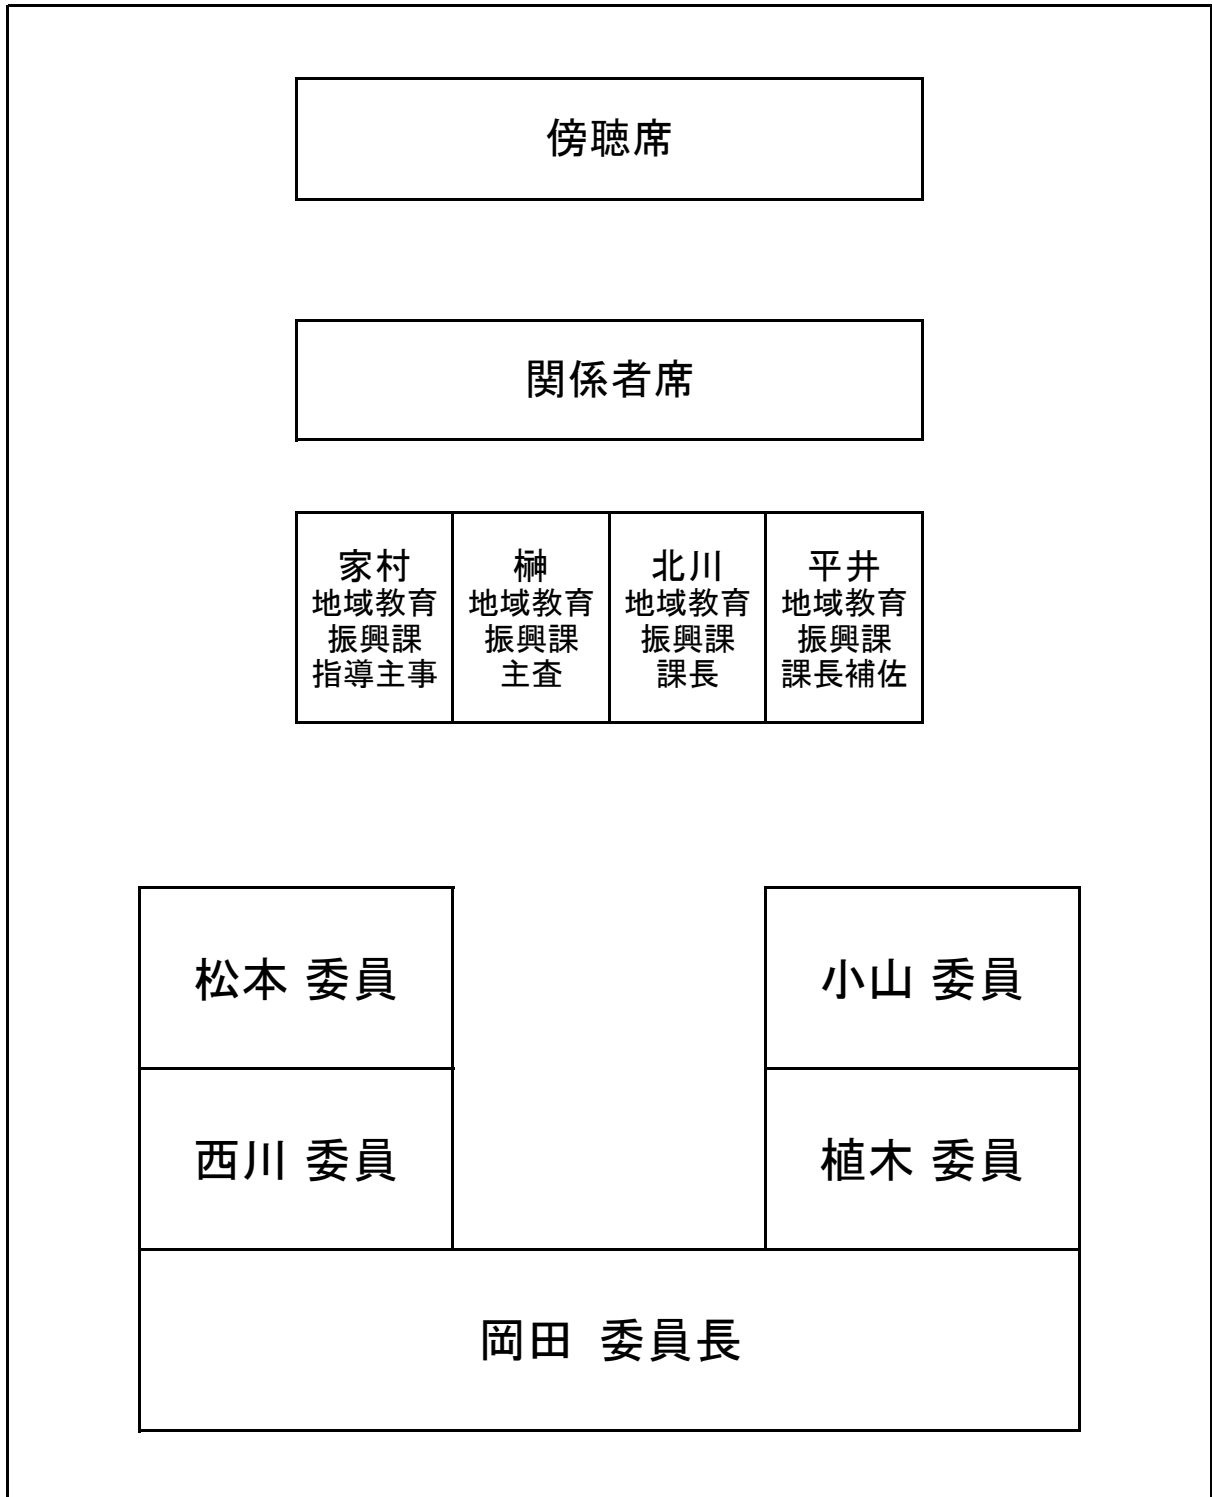 傍聴席
関係者席
家村
地域教育
振興課
指導主事
榊
地域教育
振興課
主査
北川
地域教育
振興課
課長
平井
地域教育
振興課
課長補佐
松本 委員
小山 委員
西川 委員
植木 委員
岡田 委員長